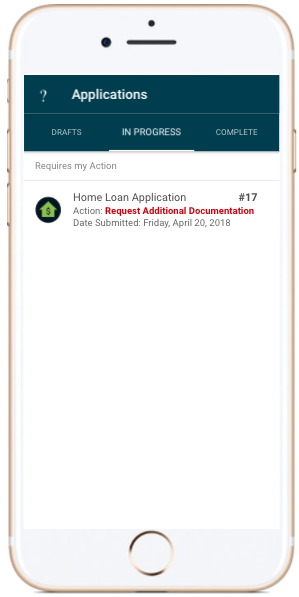 ? Applications
DRAFTS IN PROGRESS COMPLETE
Requires my Action
Home Loan Application #17
Action: Request Additional Documentation
Date Submitted: Friday, April 20, 2018
$